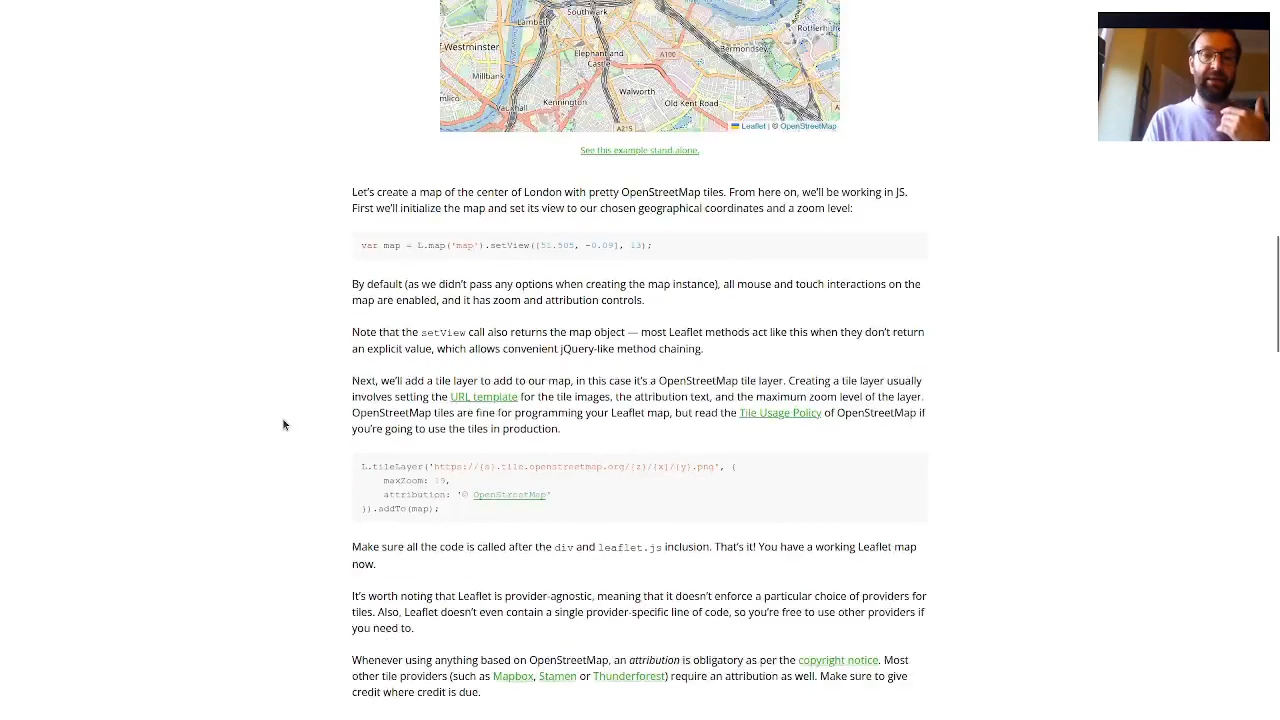 Southwark
Lambeth
Rotherhithe
Westminster
A100
Bermondsey
Elephant and
Castle
Millbank
Walworth
mlico
Vauxhall
Kennington
Old Kent Road
A215
Leaflet | © OpenStreetMap
See this example stand-alone.
Let's create a map of the center of London with pretty OpenStreetMap tiles. From here on, we'll be working in JS.
First we'll initialize the map and set its view to our chosen geographical coordinates and a zoom level:
var map = L.map('map').setView([51.505, -0.09], 13);
By default (as we didn't pass any options when creating the map instance), all mouse and touch interactions on the
map are enabled, and it has zoom and attribution controls.
Note that the setView call also returns the map object — most Leaflet methods act like this when they don't return
an explicit value, which allows convenient jQuery-like method chaining.
Next, we'll add a tile layer to add to our map, in this case it's a OpenStreetMap tile layer. Creating a tile layer usually
involves setting the URL template for the tile images, the attribution text, and the maximum zoom level of the layer.
OpenStreetMap tiles are fine for programming your Leaflet map, but read the Tile Usage Policy of OpenStreetMap if
you're going to use the tiles in production.
L.tileLayer('https://{s}.tile.openstreetmap.org/{z}/{x}/{y}.png', {
maxZoom: 19,
attribution: '© OpenStreetMap'
}).addTo(map);
Make sure all the code is called after the div and leaflet.js inclusion. That's it! You have a working Leaflet map
now.
It's worth noting that Leaflet is provider-agnostic, meaning that it doesn't enforce a particular choice of providers for
tiles. Also, Leaflet doesn't even contain a single provider-specific line of code, so you're free to use other providers if
you need to.
Whenever using anything based on OpenStreetMap, an attribution is obligatory as per the copyright notice. Most
other tile providers (such as Mapbox, Stamen or Thunderforest) require an attribution as well. Make sure to give
credit where credit is due.